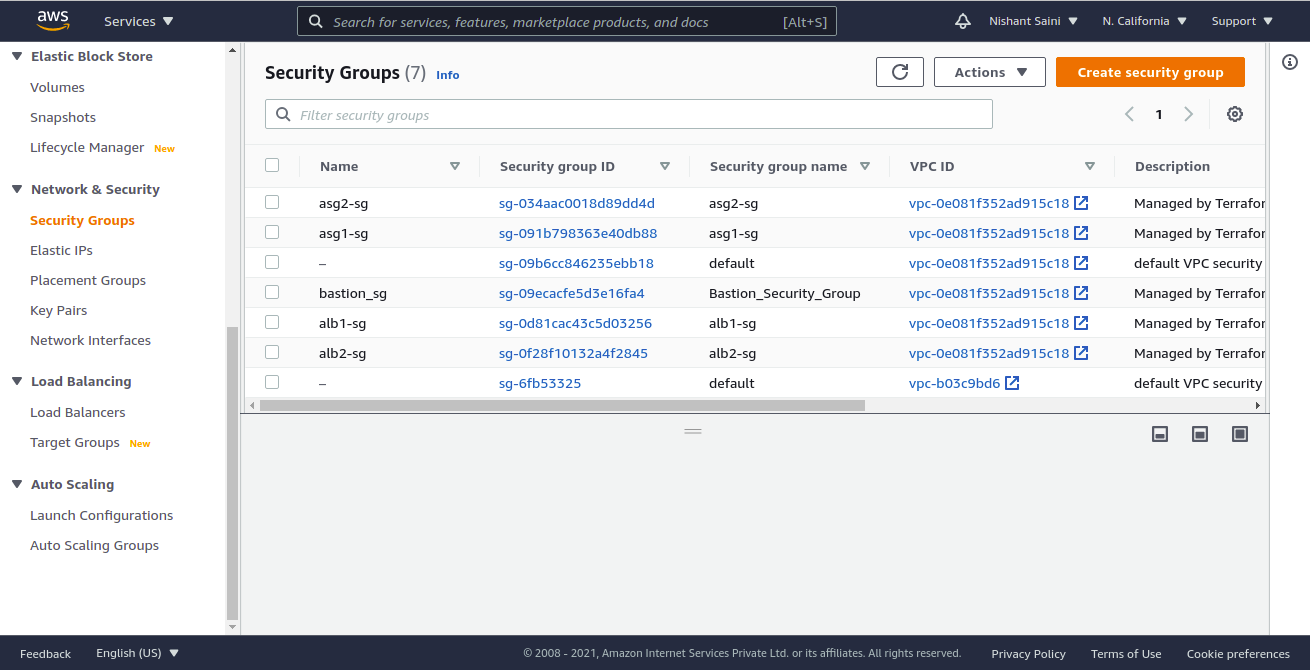 aws Services Search for services, features, marketplace products, and docs [Alt+S] Nishant Saini N. California Support
Elastic Block Store
Volumes
Snapshots
Lifecycle Manager New
Network & Security
Security Groups
Elastic IPs
Placement Groups
Key Pairs
Network Interfaces
Load Balancing
Load Balancers
Target Groups New
Auto Scaling
Launch Configurations
Auto Scaling Groups
Security Groups (7) Info Actions Create security group
Filter security groups 1
Name Security group ID Security group name VPC ID Description
asg2-sg sg-034aac0018d89dd4d asg2-sg vpc-0e081f352ad915c18 Managed by Terrafor
asg1-sg sg-091b798363e40db88 asg1-sg vpc-0e081f352ad915c18 Managed by Terrafor
– sg-09b6cc846235ebb18 default vpc-0e081f352ad915c18 default VPC security
bastion_sg sg-09ecacfe5d3e16fa4 Bastion_Security_Group vpc-0e081f352ad915c18 Managed by Terrafor
alb1-sg sg-0d81cac43c5d03256 alb1-sg vpc-0e081f352ad915c18 Managed by Terrafor
alb2-sg sg-0f28f10132a4f2845 alb2-sg vpc-0e081f352ad915c18 Managed by Terrafor
– sg-6fb53325 default vpc-b03c9bd6 default VPC security
Feedback English (US) © 2008 - 2021, Amazon Internet Services Private Ltd. or its affiliates. All rights reserved. Privacy Policy Terms of Use Cookie preferences